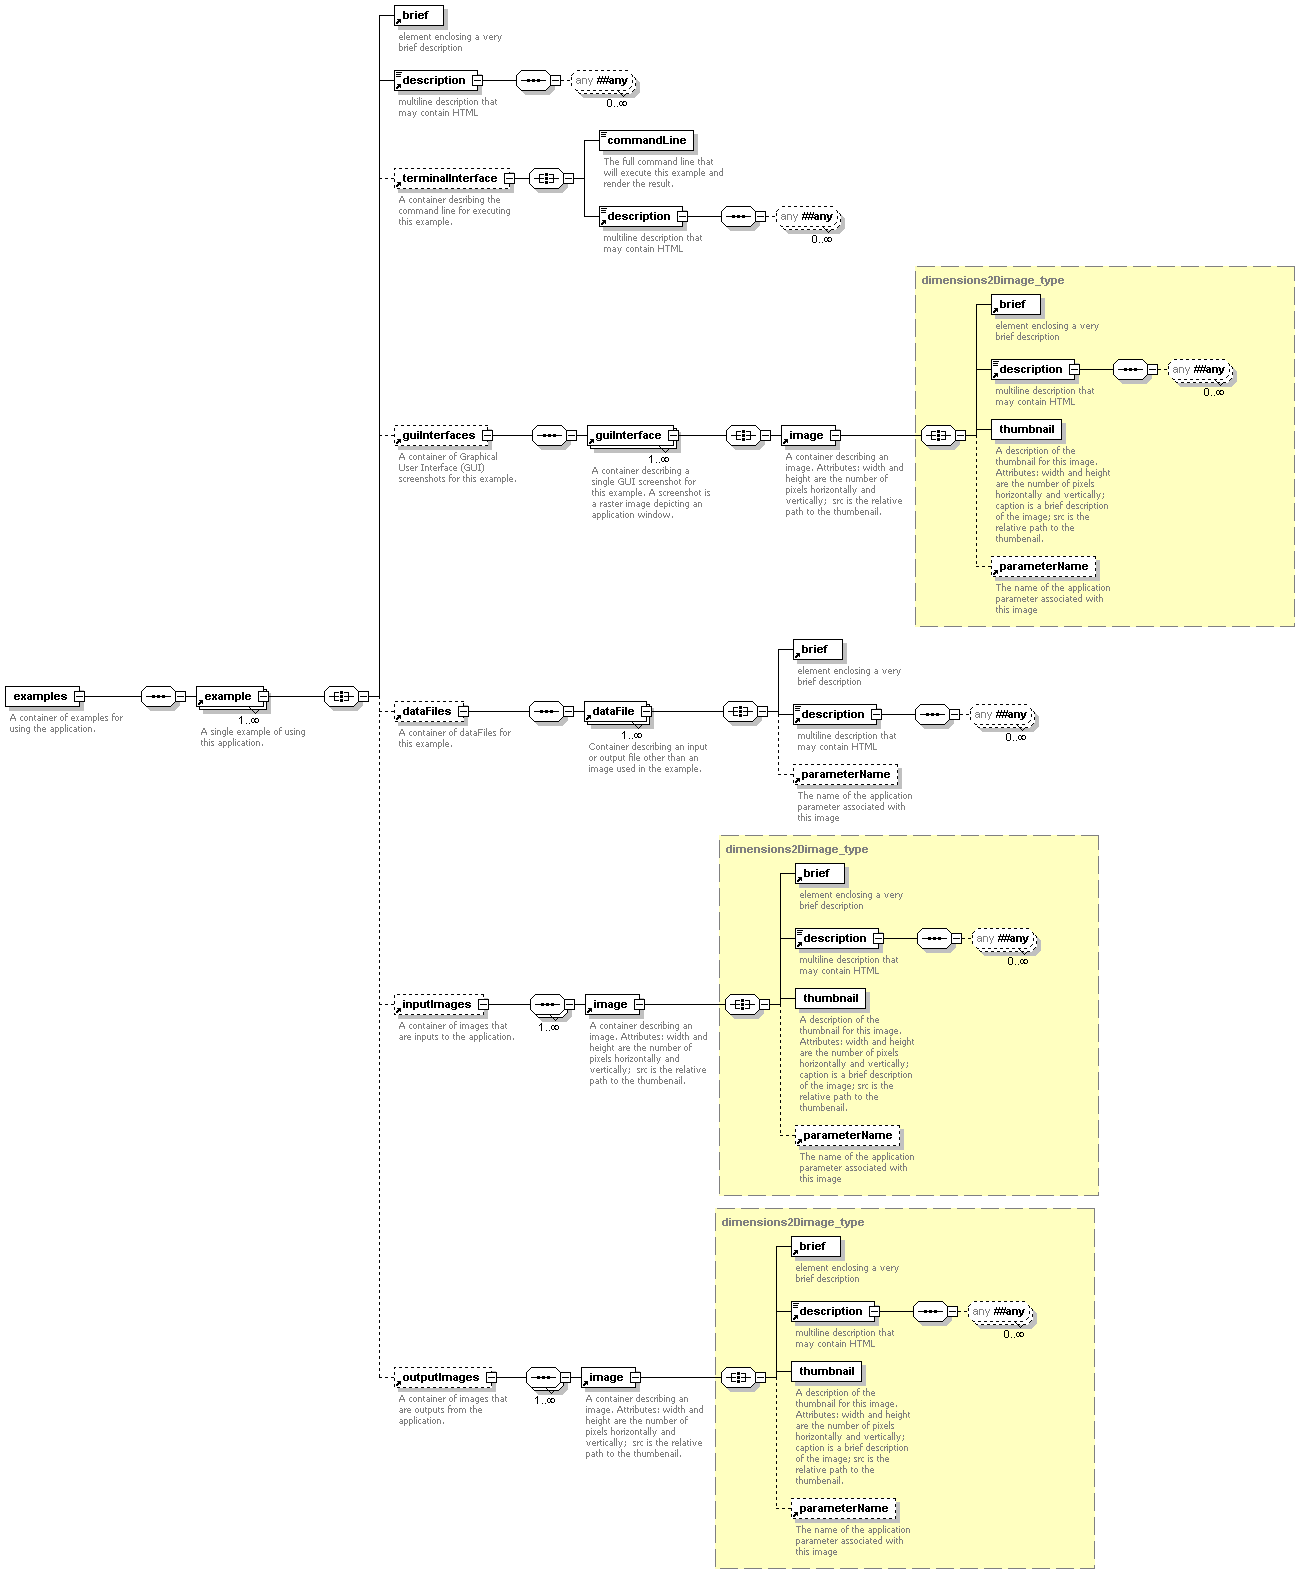 brief
element enclosing a very
brief description
description
any ##any
0..∞
multiline description that
may contain HTML
commandLine
The full command line that
will execute this example and
render the result.
terminalInterface
A container desribing the
command line for executing
this example.
description
any ##any
0..∞
multiline description that
may contain HTML
dimensions2Dimage_type
brief
element enclosing a very
brief description
description
any ##any
0..∞
multiline description that
may contain HTML
guiInterfaces
A container of Graphical
User Interface (GUI)
screenshots for this example.
guiInterface
1..∞
A container describing a
single GUI screenshot for
this example. A screenshot is
a raster image depicting an
application window.
image
A container describing an
image. Attributes: width and
height are the number of
pixels horizontally and
vertically;  src is the relative
path to the thumbenail.
thumbnail
A description of the
thumbnail for this image.
Attributes: width and height
are the number of pixels
horizontally and vertically;
caption is a brief description
of the image; src is the
relative path to the
thumbenail.
parameterName
The name of the application
parameter associated with
this image
examples
A container of examples for
using the application.
example
1..∞
A single example of using
this application.
brief
element enclosing a very
brief description
dataFiles
A container of dataFiles for
this example.
dataFile
1..∞
Container describing an input
or output file other than an
image used in the example.
description
any ##any
0..∞
multiline description that
may contain HTML
parameterName
The name of the application
parameter associated with
this image
dimensions2Dimage_type
brief
element enclosing a very
brief description
description
any ##any
0..∞
multiline description that
may contain HTML
inputImages
A container of images that
are inputs to the application.
1..∞
image
A container describing an
image. Attributes: width and
height are the number of
pixels horizontally and
vertically;  src is the relative
path to the thumbenail.
thumbnail
A description of the
thumbnail for this image.
Attributes: width and height
are the number of pixels
horizontally and vertically;
caption is a brief description
of the image; src is the
relative path to the
thumbenail.
parameterName
The name of the application
parameter associated with
this image
dimensions2Dimage_type
brief
element enclosing a very
brief description
description
any ##any
0..∞
multiline description that
may contain HTML
outputImages
A container of images that
are outputs from the
application.
1..∞
image
A container describing an
image. Attributes: width and
height are the number of
pixels horizontally and
vertically;  src is the relative
path to the thumbenail.
thumbnail
A description of the
thumbnail for this image.
Attributes: width and height
are the number of pixels
horizontally and vertically;
caption is a brief description
of the image; src is the
relative path to the
thumbenail.
parameterName
The name of the application
parameter associated with
this image